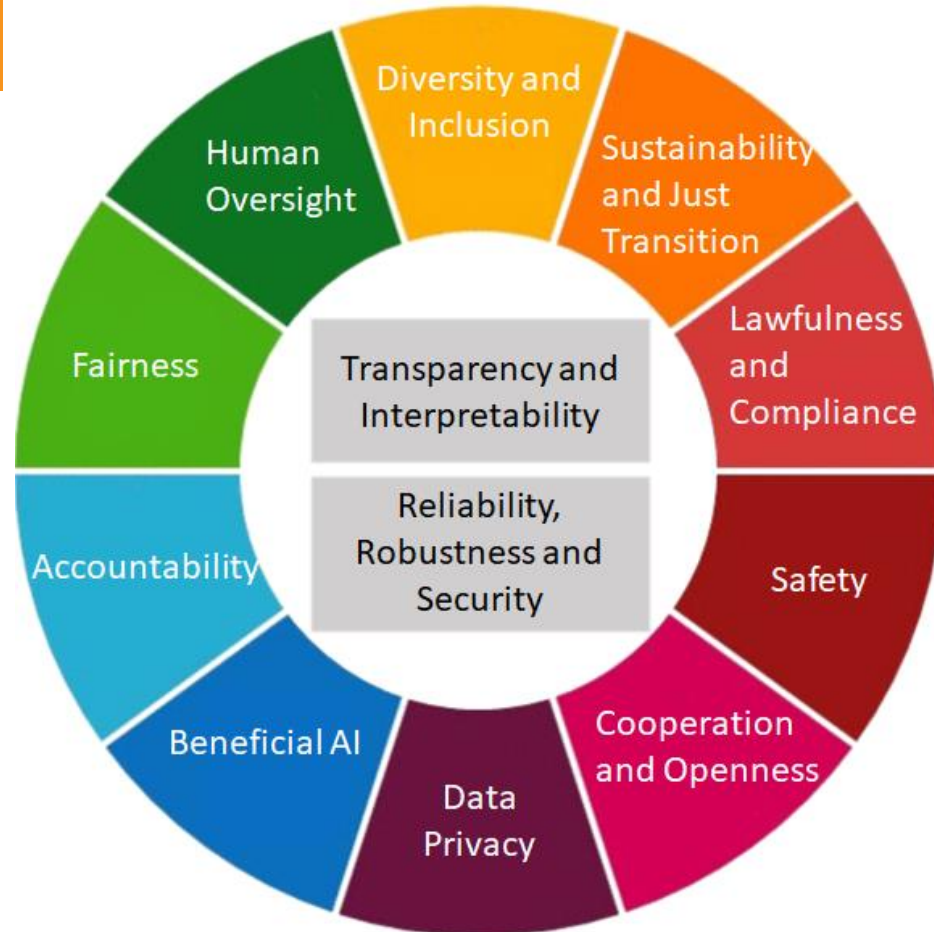 Diversity and
Inclusion
Sustainability
and Just
Transition
Lawfulness
and
Compliance
Safety
Cooperation
and Openness
Data
Privacy
Beneficial AI
Accountability
Fairness
Human
Oversight
Transparency and
Interpretability
Reliability,
Robustness and
Security